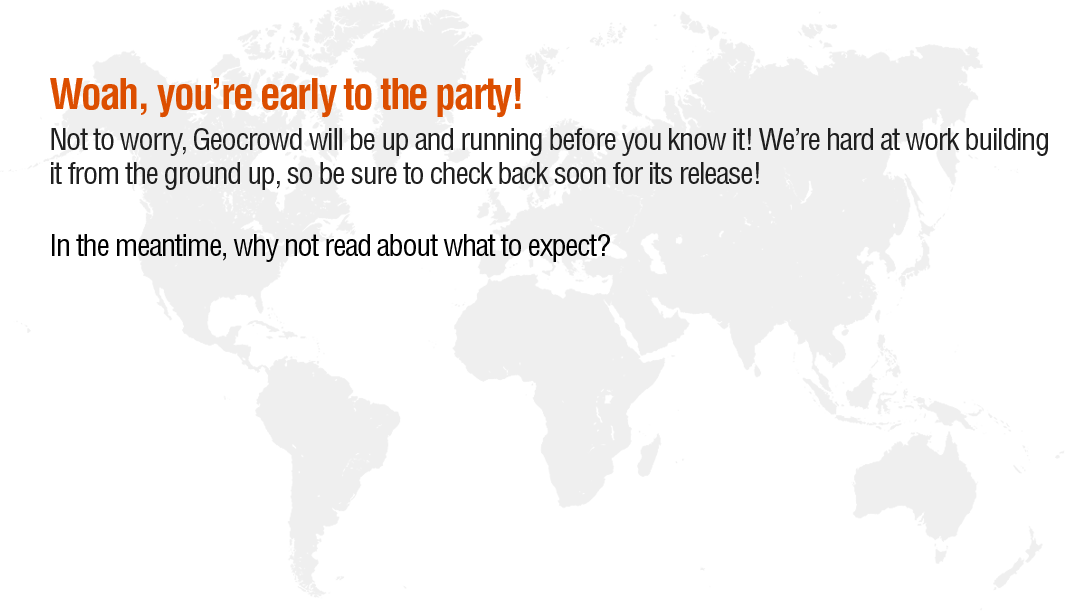 Woah, you’re early to the party!
Not to worry, Geocrowd will be up and running before you know it! We’re hard at work building
it from the ground up, so be sure to check back soon for its release!
In the meantime, why not read about what to expect?